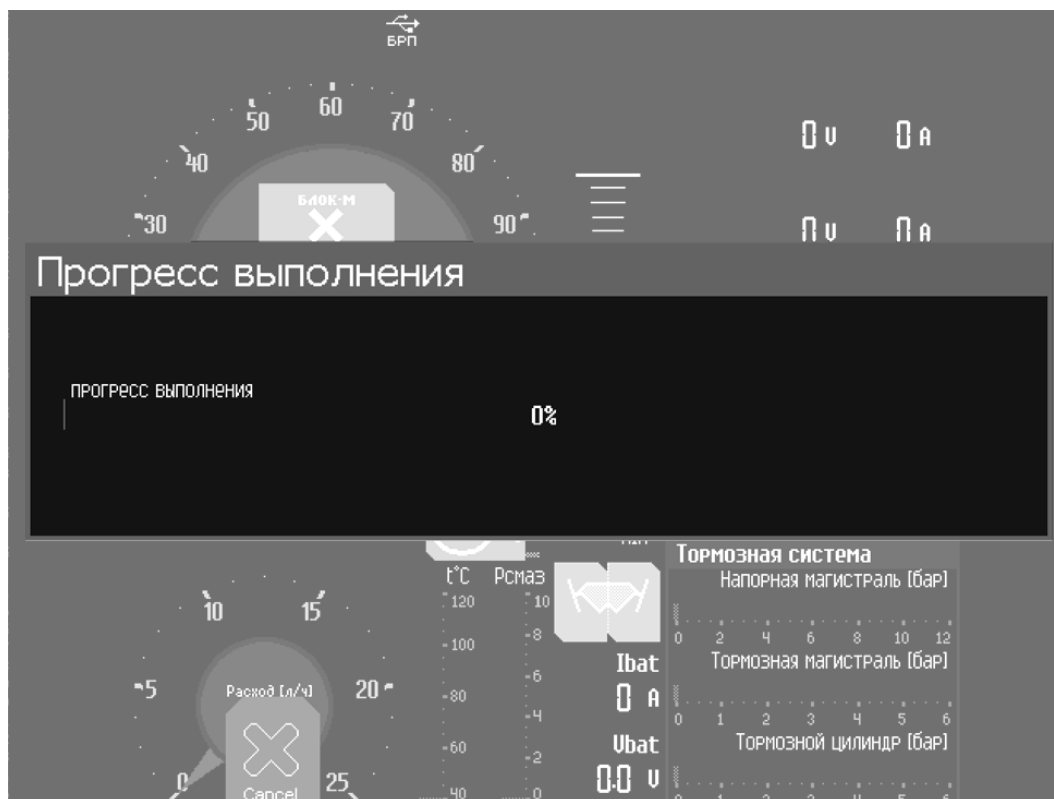 БРП
60
50
70
40
80
30
90
БЛОК-М
0 V 0 A
0 V 0 A
Прогресс выполнения
ПРОГРЕСС ВЫПОЛНЕНИЯ
0%
Тормозная система
Напорная магистраль [бар]
0 2 4 6 8 10 12
Тормозная магистраль [бар]
0 1 2 3 4 5 6
Тормозной цилиндр [бар]
t°C Pсмаз
120 10
100 8
80 6
60 4
40 2
0
Ibat
0 A
Vbat
0.0 V
10
15
5
20
Расход [л/ч]
0
25
Cancel